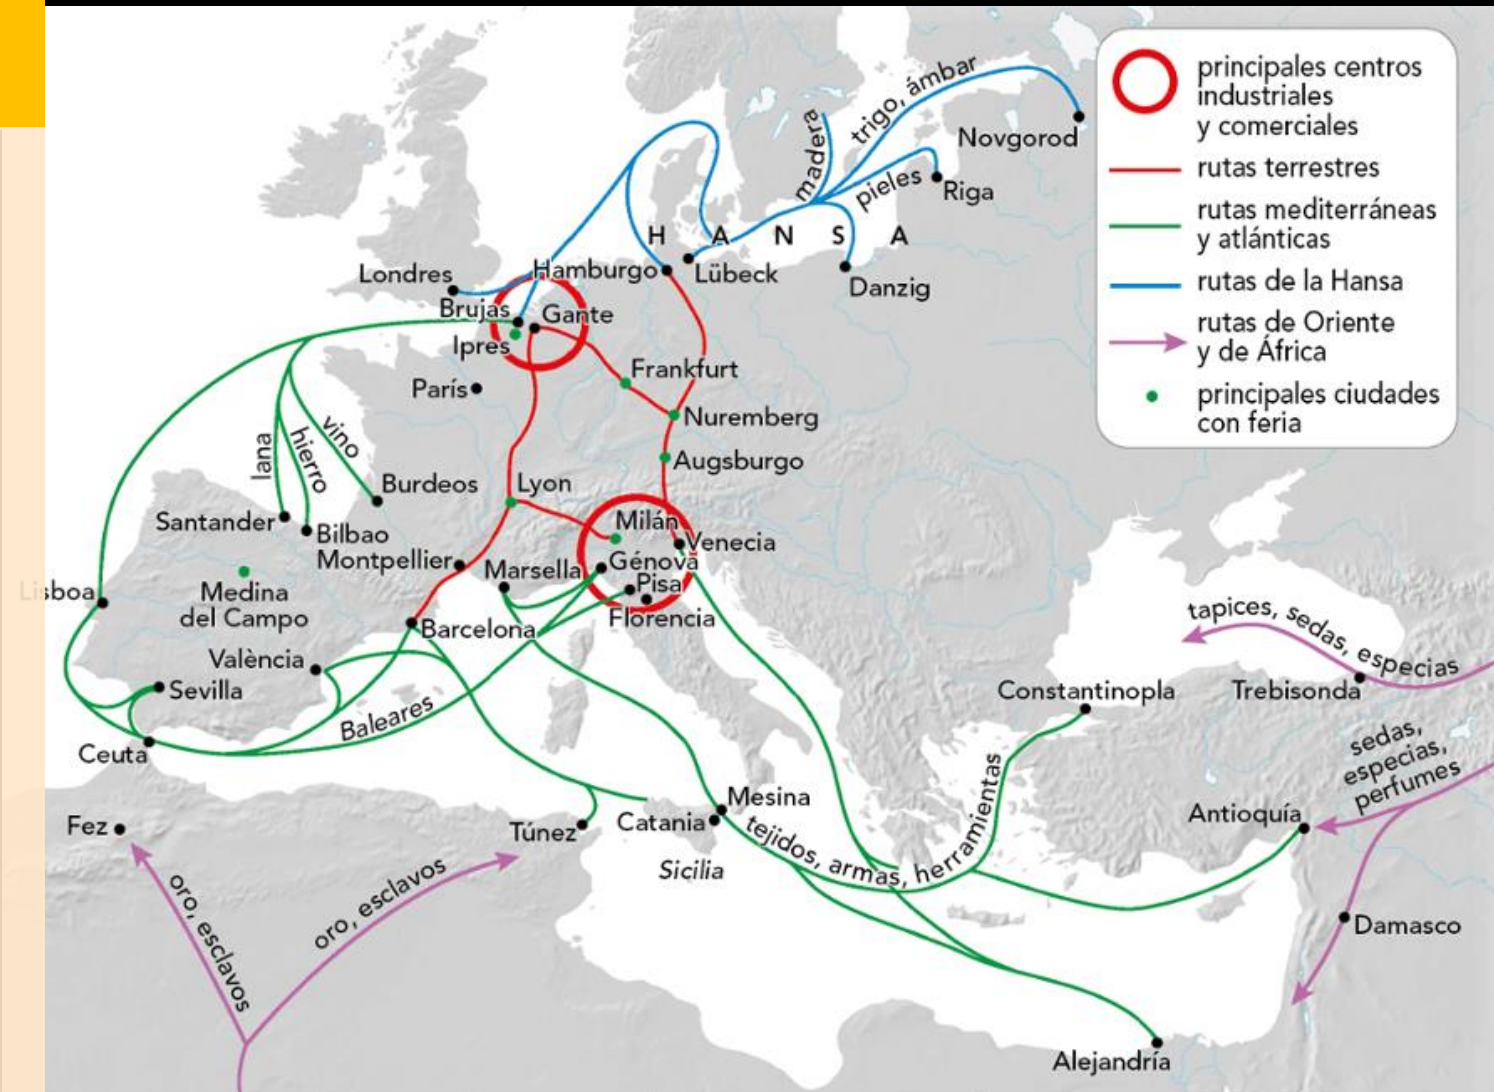 principales centros
industriales
y comerciales
rutas terrestres
rutas mediterráneas
y atlánticas
rutas de la Hansa
rutas de Oriente
y de África
principales ciudades
con feria
trigo, ámbar
madera
pieles
Novgorod
Riga
H A N S A
Hamburgo
Lübeck
Danzig
Londres
Brujas
Gante
Ipres
París
Frankfurt
Nuremberg
Augsburgo
lana
hierro
vino
Burdeos
Lyon
Santander
Bilbao
Montpellier
Milán
Venecia
Génova
Marsella
Pisa
Florencia
Lisboa
Medina
del Campo
Barcelona
València
Sevilla
Baleares
Ceuta
tapices, sedas, especias
Constantinopla
Trebisonda
sedas,
especias,
perfumes
Antioquía
Mesina
Catania
Sicilia
tejidos, armas, herramientas
Fez
Túnez
oro, esclavos
oro, esclavos
Damasco
Alejandría